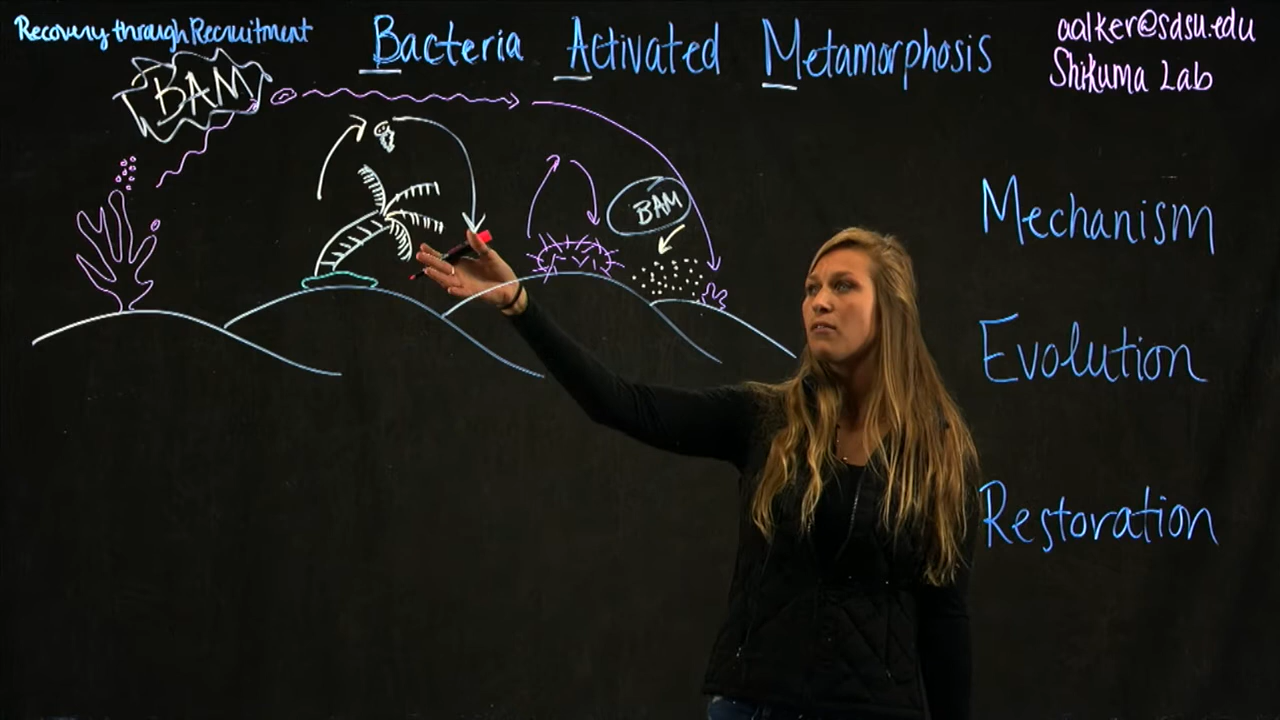 Recovery through Recruitment
Bacteria Activated Metamorphosis
aalker@sdsu.edu
Shikuma Lab
BAM
BAM
Mechanism
Evolution
Restoration